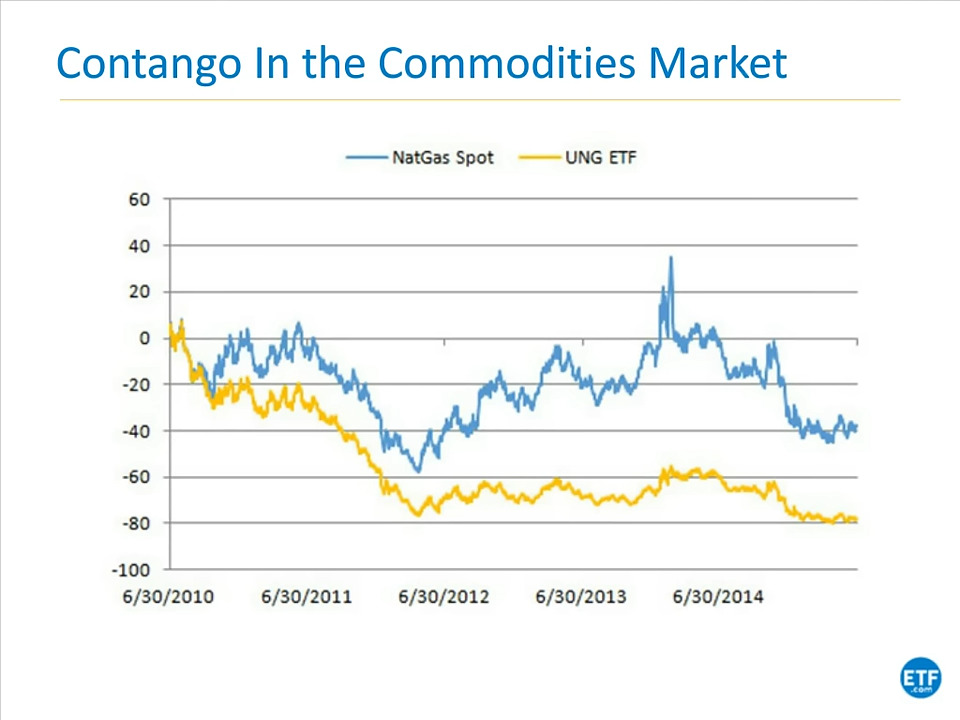 Contango In the Commodities Market
NatGas Spot UNG ETF
60
40
20
0
-20
-40
-60
-80
-100
6/30/2010 6/30/2011 6/30/2012 6/30/2013 6/30/2014
ETF
.com